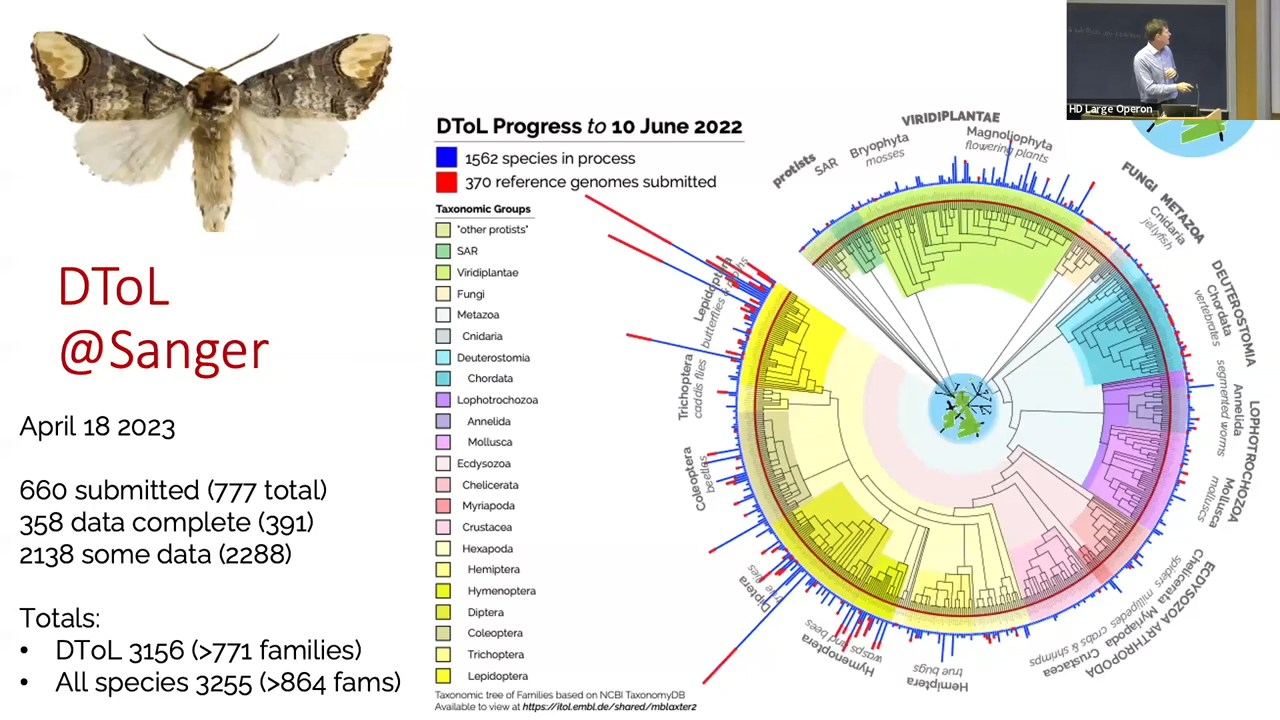 DToL
@Sanger
April 18 2023
660 submitted (777 total)
358 data complete (391)
2138 some data (2288)
Totals:
• DToL 3156 (>771 families)
• All species 3255 (>864 fams)
DToL Progress to 10 June 2022
1562 species in process
370 reference genomes submitted
Taxonomic Groups
"other protists"
SAR
Viridiplantae
Fungi
Metazoa
Cnidaria
Deuterostomia
Chordata
Lophotrochozoa
Annelida
Mollusca
Ecdysozoa
Chelicerata
Myriapoda
Crustacea
Hexapoda
Hemiptera
Hymenoptera
Diptera
Coleoptera
Trichoptera
Lepidoptera
Taxonomic tree of Families based on NCBI TaxonomyDB
Available to view at https://itol.embl.de/shared/mblaxter2
protists
SAR
Bryophyta
mosses
VIRIDIPLANTAE
Magnoliophyta
flowering plants
FUNGI
METAZOA
Cnidaria
jellyfish
DEUTEROSTOMIA
Chordata
vertebrates
LOPHOTROCHOZOA
Annelida
segmented worms
Mollusca
molluscs
ECDYSOZOA ARTHROPODA
Chelicerata Myriapoda Crustacea
spiders millipedes crabs & shrimps
Hemiptera
true bugs
Hymenoptera
wasps and bees
Diptera
true flies
Coleoptera
beetles
Trichoptera
caddis flies
Lepidoptera
butterflies & moths
HD Large Operon